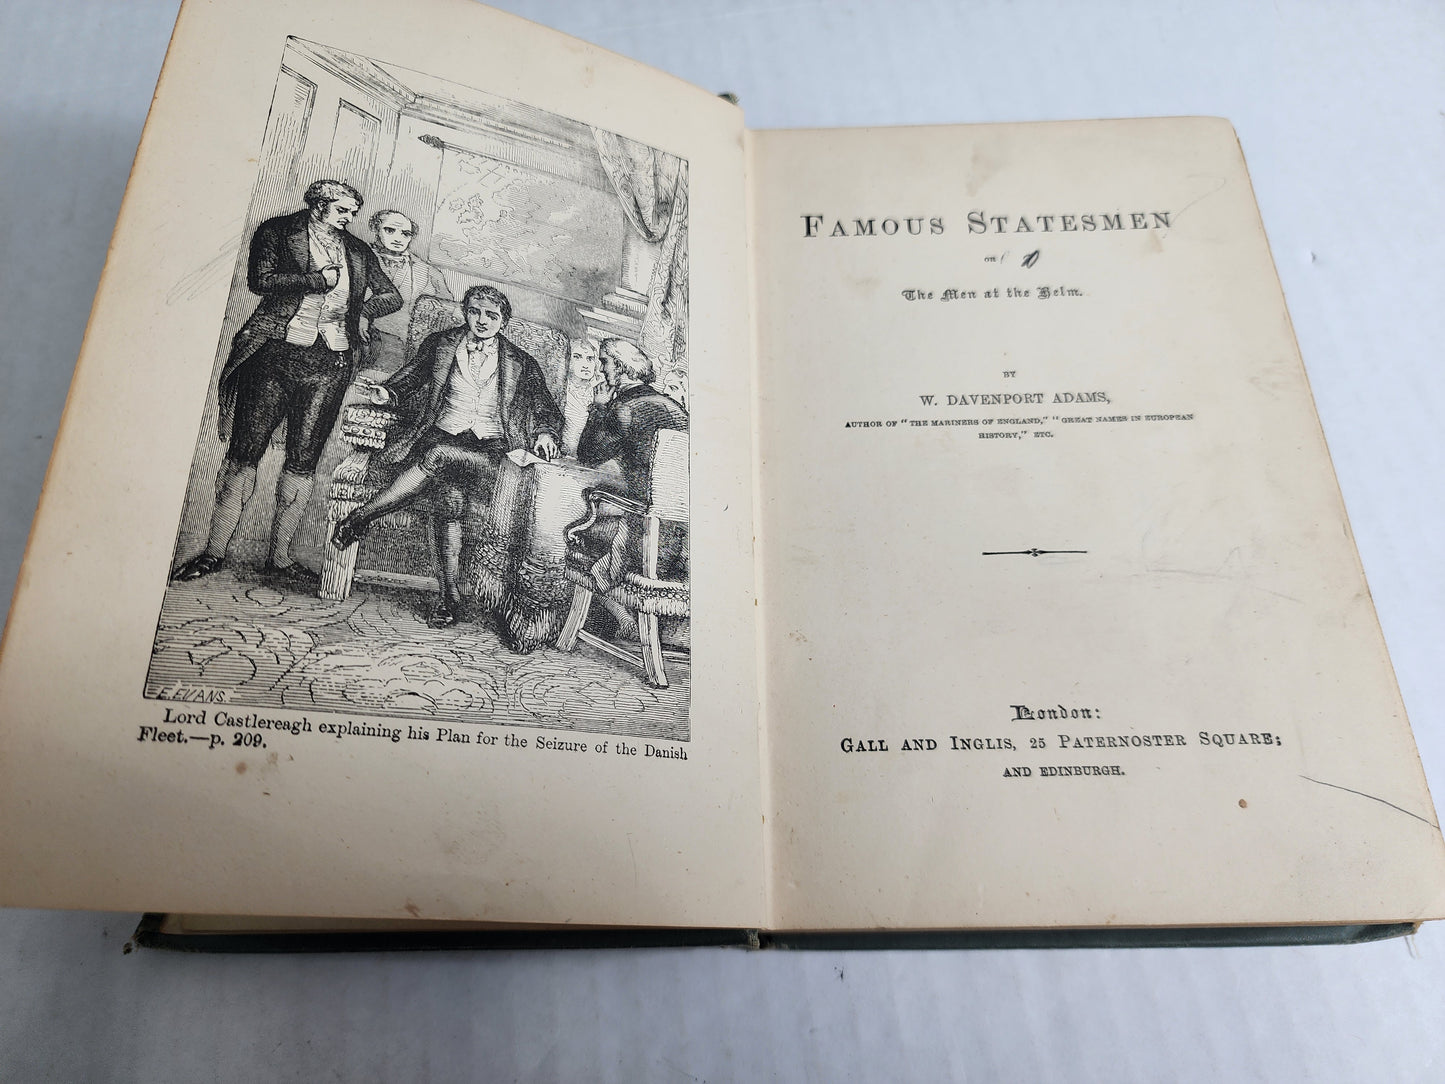 E. EVANS.
Lord Castlereagh explaining his Plan for the Seizure of the Danish
Fleet.—p. 209.
FAMOUS STATESMEN
OR
The Men at the Helm.
BY
W. DAVENPORT ADAMS,
AUTHOR OF "THE MARINERS OF ENGLAND," "GREAT NAMES IN EUROPEAN
HISTORY," ETC.
London:
GALL AND INGLIS, 25 PATERNOSTER SQUARE;
AND EDINBURGH.